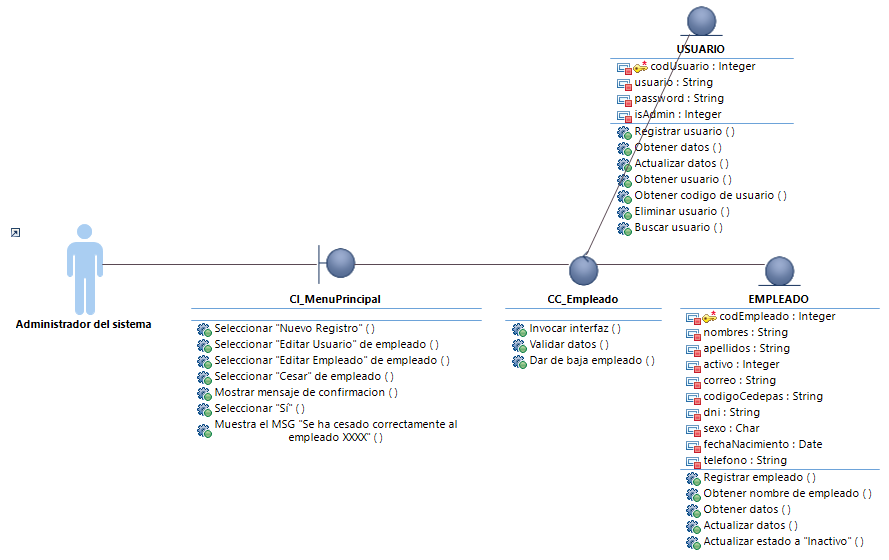 USUARIO
codUsuario : Integer
usuario : String
password : String
isAdmin : Integer
Registrar usuario ( )
Obtener datos ( )
Actualizar datos ( )
Obtener usuario ( )
Obtener codigo de usuario ( )
Eliminar usuario ( )
Buscar usuario ( )
Administrador del sistema
CI_MenuPrincipal
Seleccionar "Nuevo Registro" ( )
Seleccionar "Editar Usuario" de empleado ( )
Seleccionar "Editar Empleado" de empleado ( )
Seleccionar "Cesar" de empleado ( )
Mostrar mensaje de confirmacion ( )
Seleccionar "Sí" ( )
Muestra el MSG "Se ha cesado correctamente al
empleado XXXX" ( )
CC_Empleado
Invocar interfaz ( )
Validar datos ( )
Dar de baja empleado ( )
EMPLEADO
codEmpleado : Integer
nombres : String
apellidos : String
activo : Integer
correo : String
codigoCedepas : String
dni : String
sexo : Char
fechaNacimiento : Date
telefono : String
Registrar empleado ( )
Obtener nombre de empleado ( )
Obtener datos ( )
Actualizar datos ( )
Actualizar estado a "Inactivo" ( )